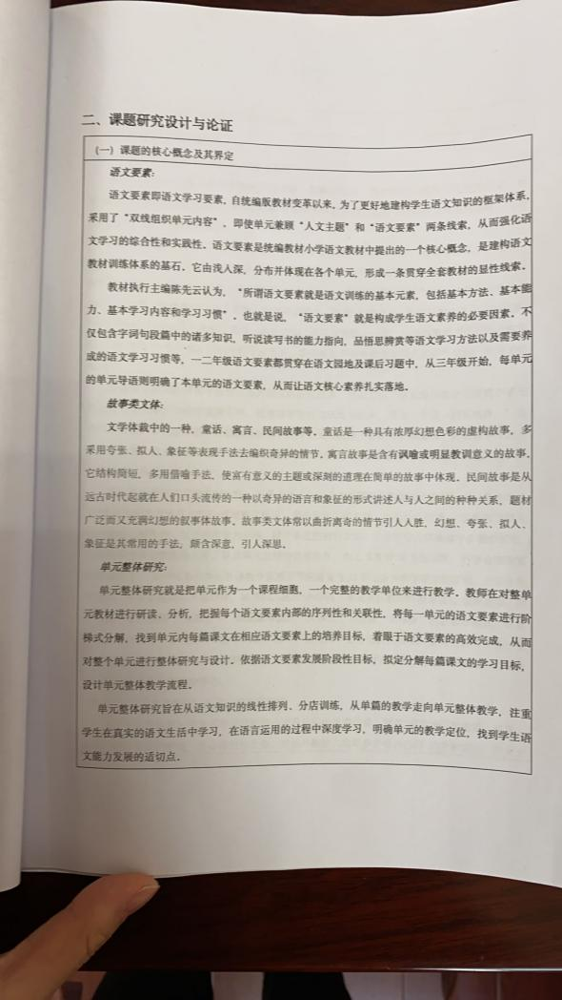 二、课题研究设计与论证
(一) 课题的核心概念及其界定
语文要素:
语文要素即语文学习要素,自统编版教材变革以来,为了更好地建构学生语文知识的框架体系,
采用了“双线组织单元内容”,即使单元兼顾“人文主题”和“语文要素”两条线索,从而强化语
文学习的综合性和实践性。语文要素是统编教材小学语文教材中提出的一个核心概念,是建构语文
教材训练体系的基石。它由浅入深,分布并体现在各个单元,形成一条贯穿全套教材的显性线索。
教材执行主编陈先云认为,“所谓语文要素就是语文训练的基本元素,包括基本方法、基本能
力、基本学习内容和学习习惯”。也就是说,“语文要素”就是构成学生语文素养的必要因素。不
仅包含字词句段篇中的诸多知识,听说读写书的能力指向,品悟思辨赏等语文学习方法以及需要养
成的语文学习习惯等,一二年级语文要素都贯穿在语文园地及课后习题中,从三年级开始,每单元
的单元导语则明确了本单元的语文要素,从而让语文核心素养扎实落地。
故事类文体:
文学体裁中的一种,童话、寓言、民间故事等。童话是一种具有浓厚幻想色彩的虚构故事,多
采用夸张、拟人、象征等表现手法去编织奇异的情节。寓言故事是含有讽喻或明显教训意义的故事,
它结构简短,多用借喻手法,使富有意义的主题或深刻的道理在简单的故事中体现。民间故事是从
远古时代起就在人们口头流传的一种以奇异的语言和象征的形式讲述人与人之间的种种关系,题材
广泛而又充满幻想的叙事体故事。故事类文体常以曲折离奇的情节引人入胜,幻想、夸张、拟人、
象征是其常用的手法,颇含深意,引人深思。
单元整体研究:
单元整体研究就是把单元作为一个课程细胞,一个完整的教学单位来进行教学。教师在对整单
元教材进行研读、分析,把握每个语文要素内部的序列性和关联性,将每一单元的语文要素进行阶
梯式分解,找到单元内每篇课文在相应语文要素上的培养目标,着眼于语文要素的高效完成,从而
对整个单元进行整体研究与设计。依据语文要素发展阶段性目标,拟定分解每篇课文的学习目标,
设计单元整体教学流程。
单元整体研究旨在从语文知识的线性排列、分店训练,从单篇的教学走向单元整体教学,注重
学生在真实的语文生活中学习,在语言运用的过程中深度学习,明确单元的教学定位,找到学生语
文能力发展的适切点。